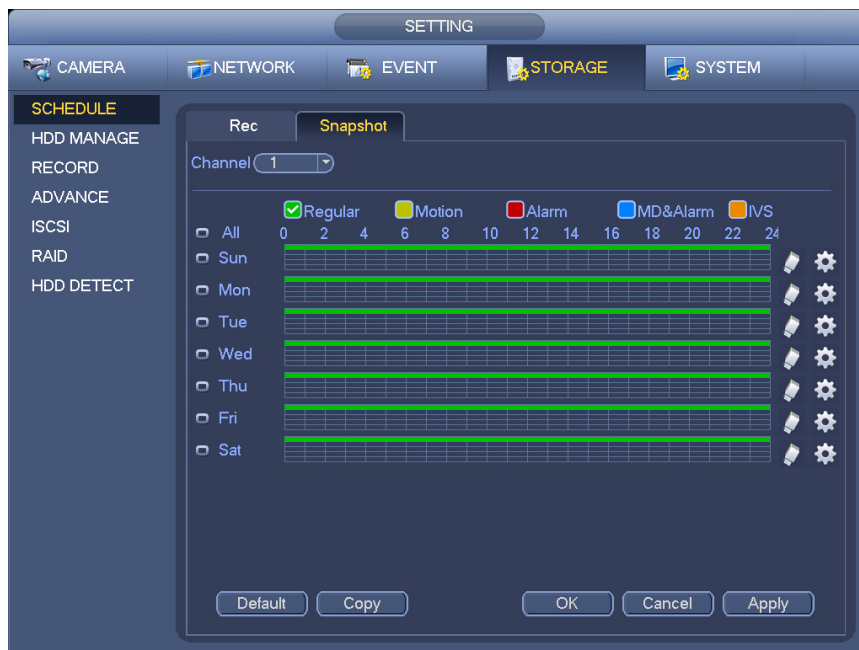 SETTING
CAMERA NETWORK EVENT STORAGE SYSTEM
SCHEDULE
HDD MANAGE
RECORD
ADVANCE
ISCSI
RAID
HDD DETECT
Rec Snapshot
Channel 1
Regular Motion Alarm MD&Alarm IVS
All 0 2 4 6 8 10 12 14 16 18 20 22 24
Sun
Mon
Tue
Wed
Thu
Fri
Sat
Default Copy OK Cancel Apply